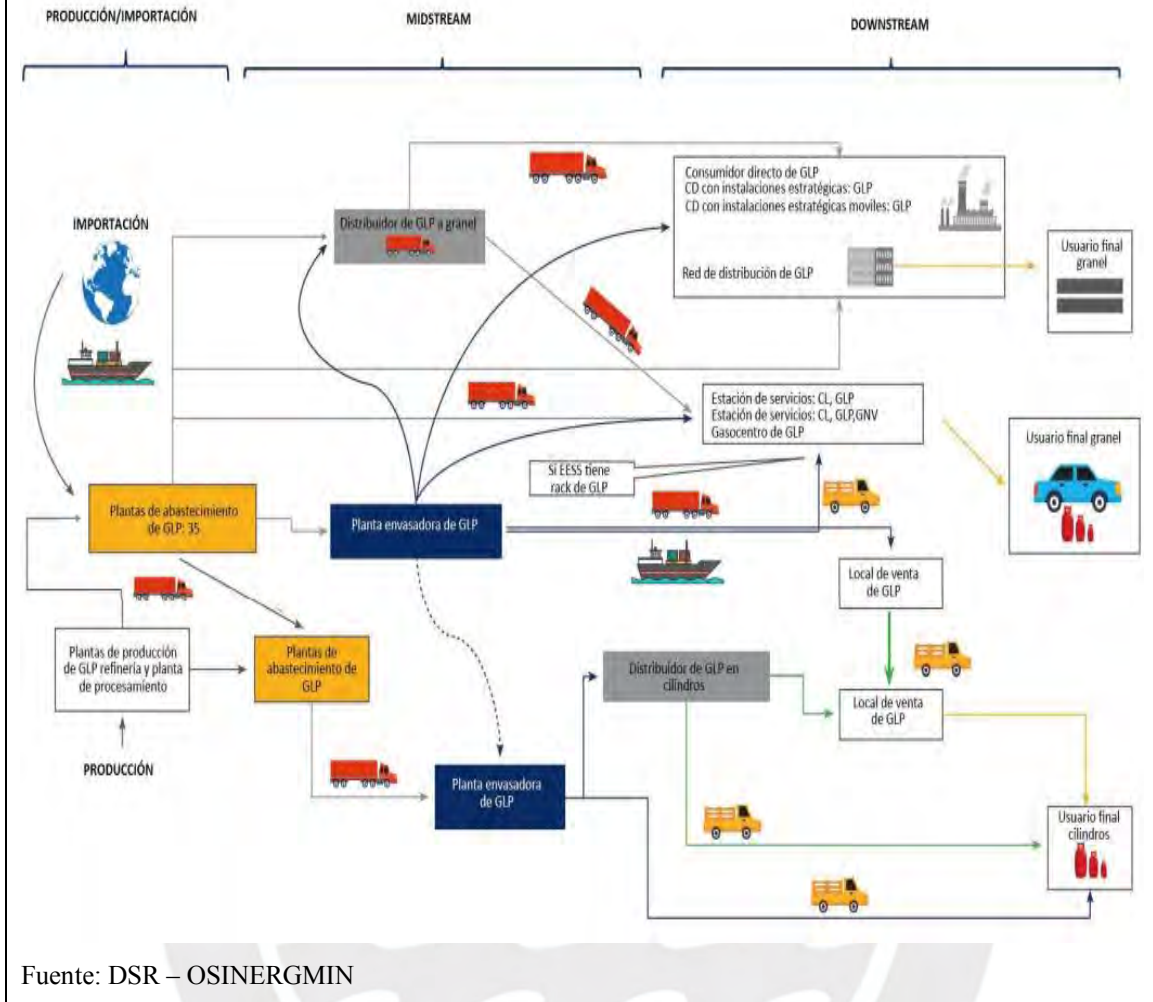 PRODUCCIÓN/IMPORTACIÓN
MIDSTREAM
DOWNSTREAM
IMPORTACIÓN
Distribuidor de GLP a granel
Consumidor directo de GLP
CD con instalaciones estratégicas: GLP
CD con instalaciones estratégicas moviles: GLP
Red de distribución de GLP
Usuario final
granel
Estación de servicios: CL, GLP
Estación de servicios: CL, GLP,GNV
Gasocentro de GLP
Usuario final granel
Si EESS tiene
rack de GLP
Plantas de abastecimiento
de GLP: 35
Planta envasadora de GLP
Local de venta
de GLP
Plantas de producción
de GLP refinería y planta
de procesamiento
Plantas de
abastecimiento de
GLP
Distribuidor de GLP en
cilindros
Local de venta
de GLP
PRODUCCIÓN
Planta envasadora
de GLP
Usuario final
cilindros
Fuente: DSR – OSINERGMIN